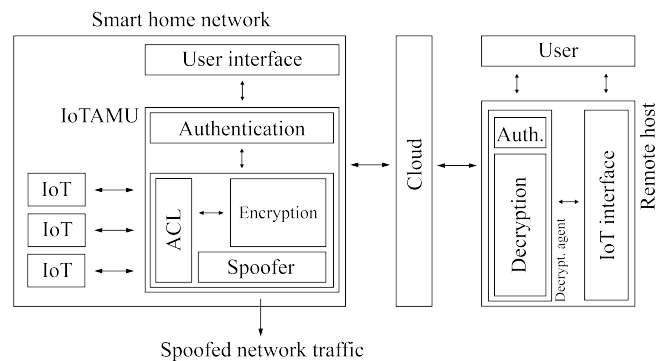 Smart home network
User interface
IoTAMU
Authentication
IoT
IoT
IoT
ACL
Encryption
Spoofer
Spoofed network traffic
Cloud
User
Auth.
Decryption
Decrypt. agent
IoT interface
Remote host